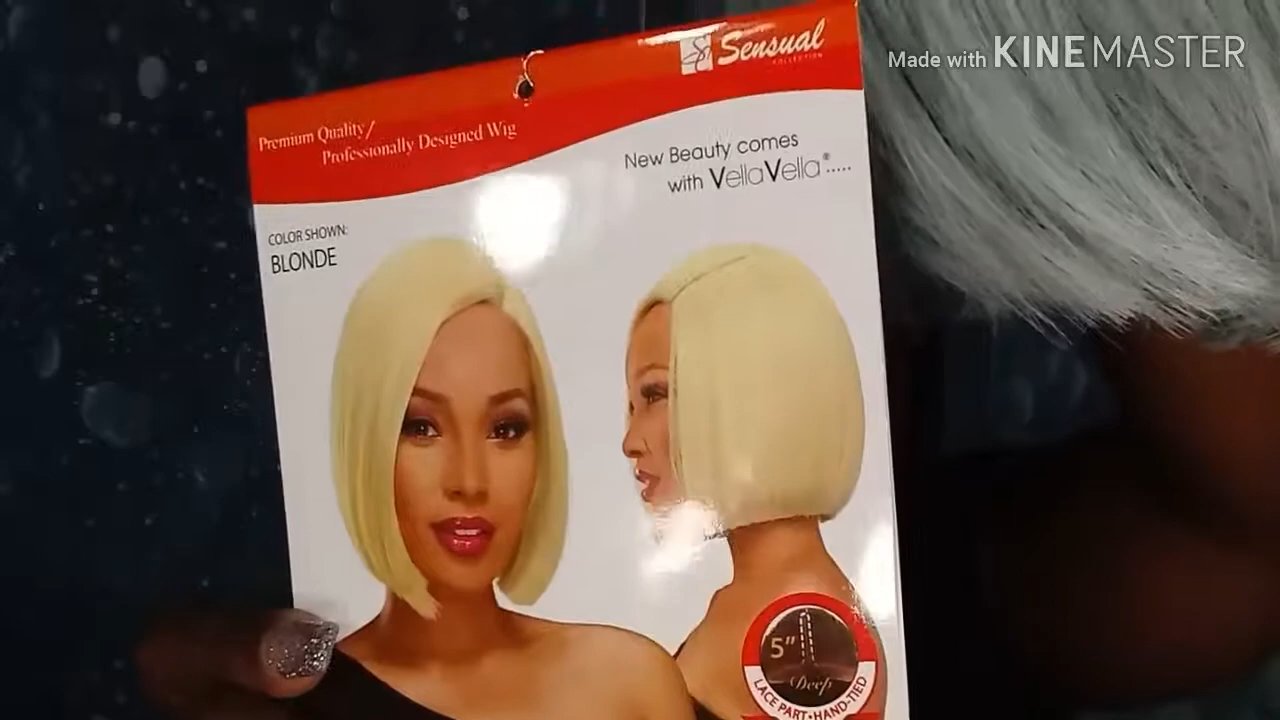 Made with KINEMASTER
Sensual
COLLECTION
Premium Quality/
Professionally Designed Wig
New Beauty comes
with VellaVella®.....
COLOR SHOWN:
BLONDE
5"
Deep
LACE PART • HAND-TIED